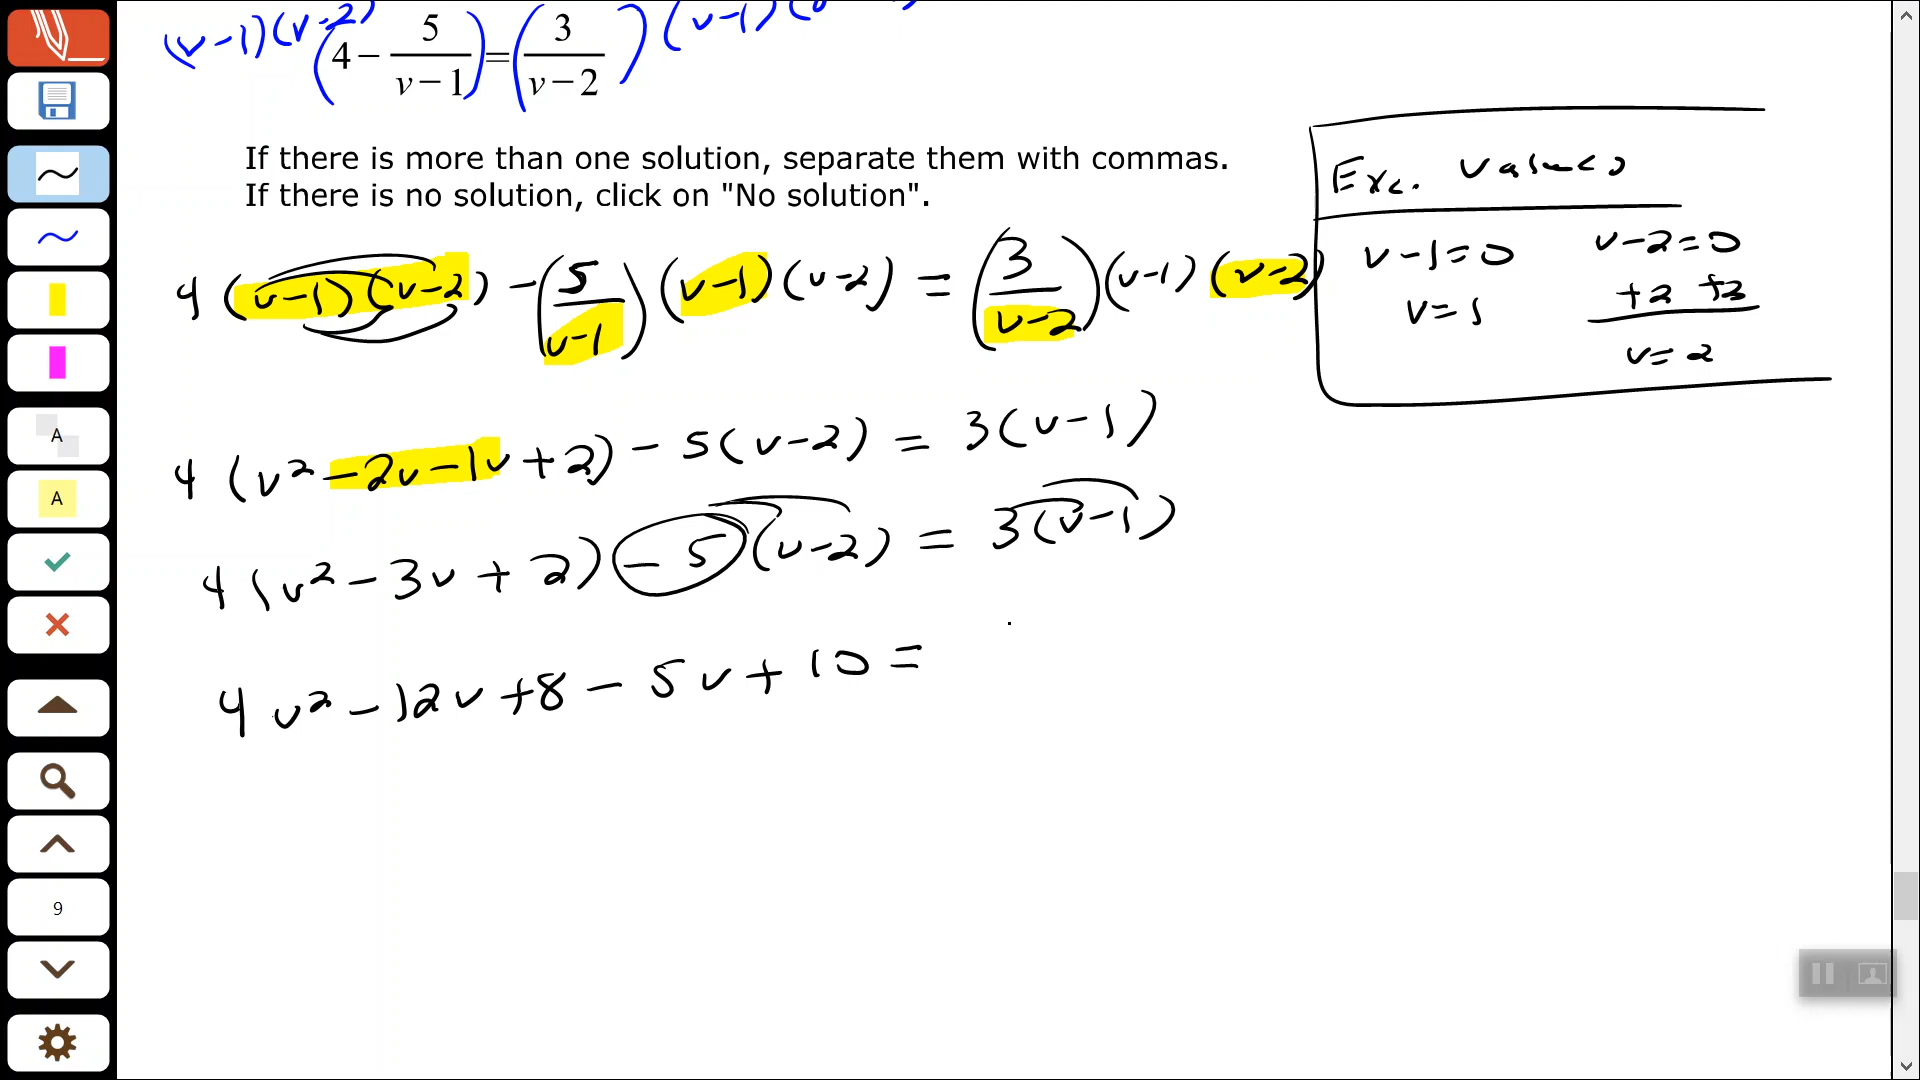 (v-1)(v-2) (4 - 5/(v-1)) = (3/(v-2)) (v-1)(
If there is more than one solution, separate them with commas.
If there is no solution, click on "No solution".
Exc. values
v-1=0 v-2=0
v=1 +2 +2
v=2
4(v-1)(v-2) - (5/(v-1))(v-1)(v-2) = (3/(v-2))(v-1)(v-2)
4(v² -2v-1v+2) - 5(v-2) = 3(v-1)
4(v² - 3v + 2) - 5(v-2) = 3(v-1)
4v² - 12v + 8 - 5v + 10 =
A
A
9